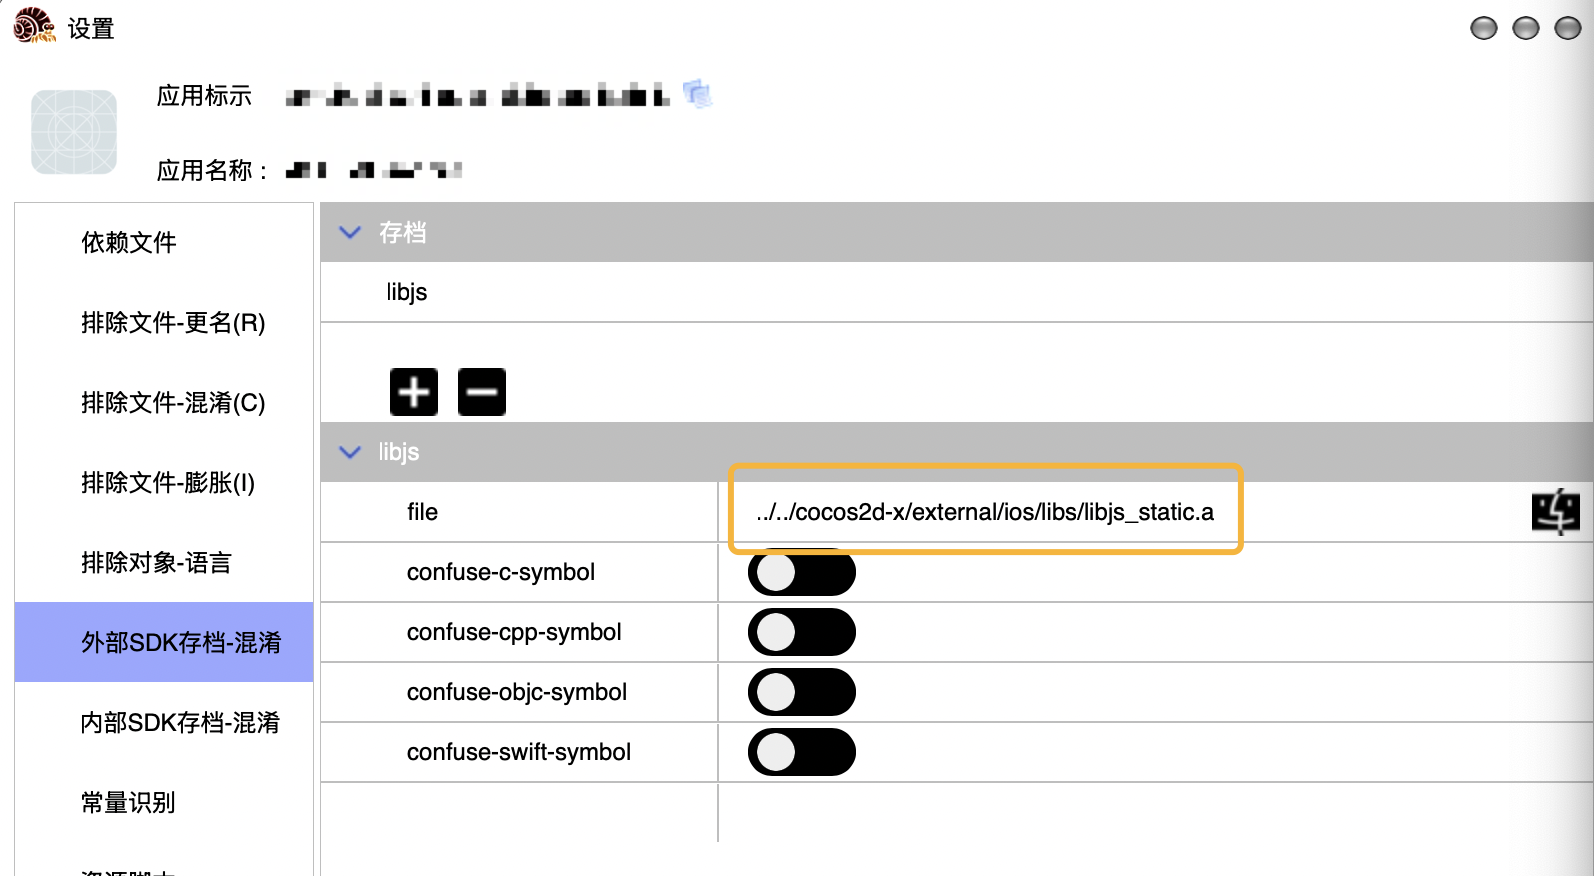 设置
应用标示
应用名称：
依赖文件
排除文件-更名(R)
排除文件-混淆(C)
排除文件-膨胀(I)
排除对象-语言
外部SDK存档-混淆
内部SDK存档-混淆
常量识别
存档
libjs
libjs
file
../../cocos2d-x/external/ios/libs/libjs_static.a
confuse-c-symbol
confuse-cpp-symbol
confuse-objc-symbol
confuse-swift-symbol